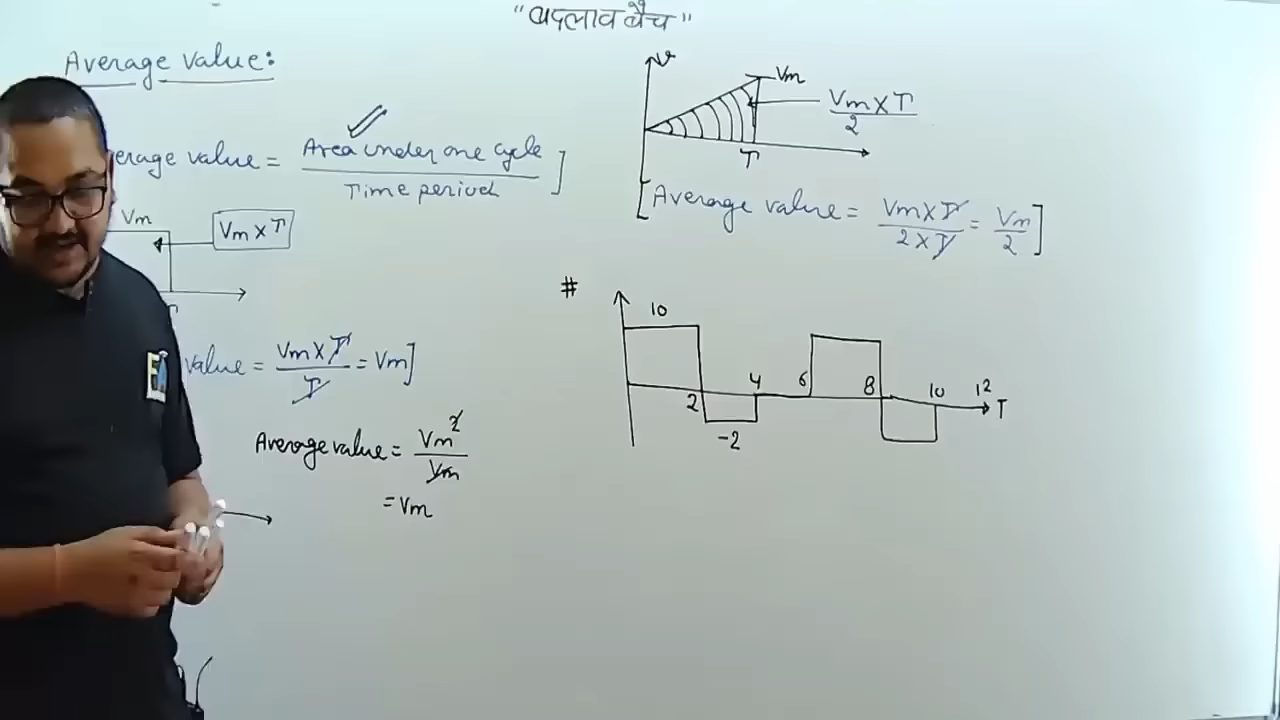 "बदलाव बैच"
Average value:
erage value = Area under one cycle / Time period ]
Vm
Vm x T
value = Vm x T / T = Vm]
Average value = Vm² / Vm
= Vm
v
Vm
Vm x T / 2
T
[Average value = Vm x T / 2 x T = Vm / 2 ]
#
10
2 4 6 8 10 12 T
-2